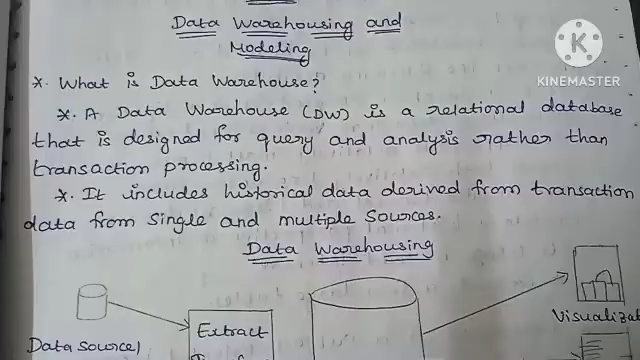 Data Warehousing and
Modeling
KINEMASTER
*. What is Data Warehouse?
*. A Data Warehouse (DW) is a relational database
that is designed for query and analysis rather than
transaction processing.
*. It includes historical data derived from transaction
data from Single and multiple Sources.
Data Warehousing
Extract
Visualizat
Data Source1